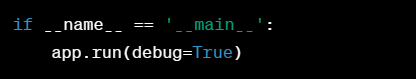 if __name__ == '__main__':
    app.run(debug=True)